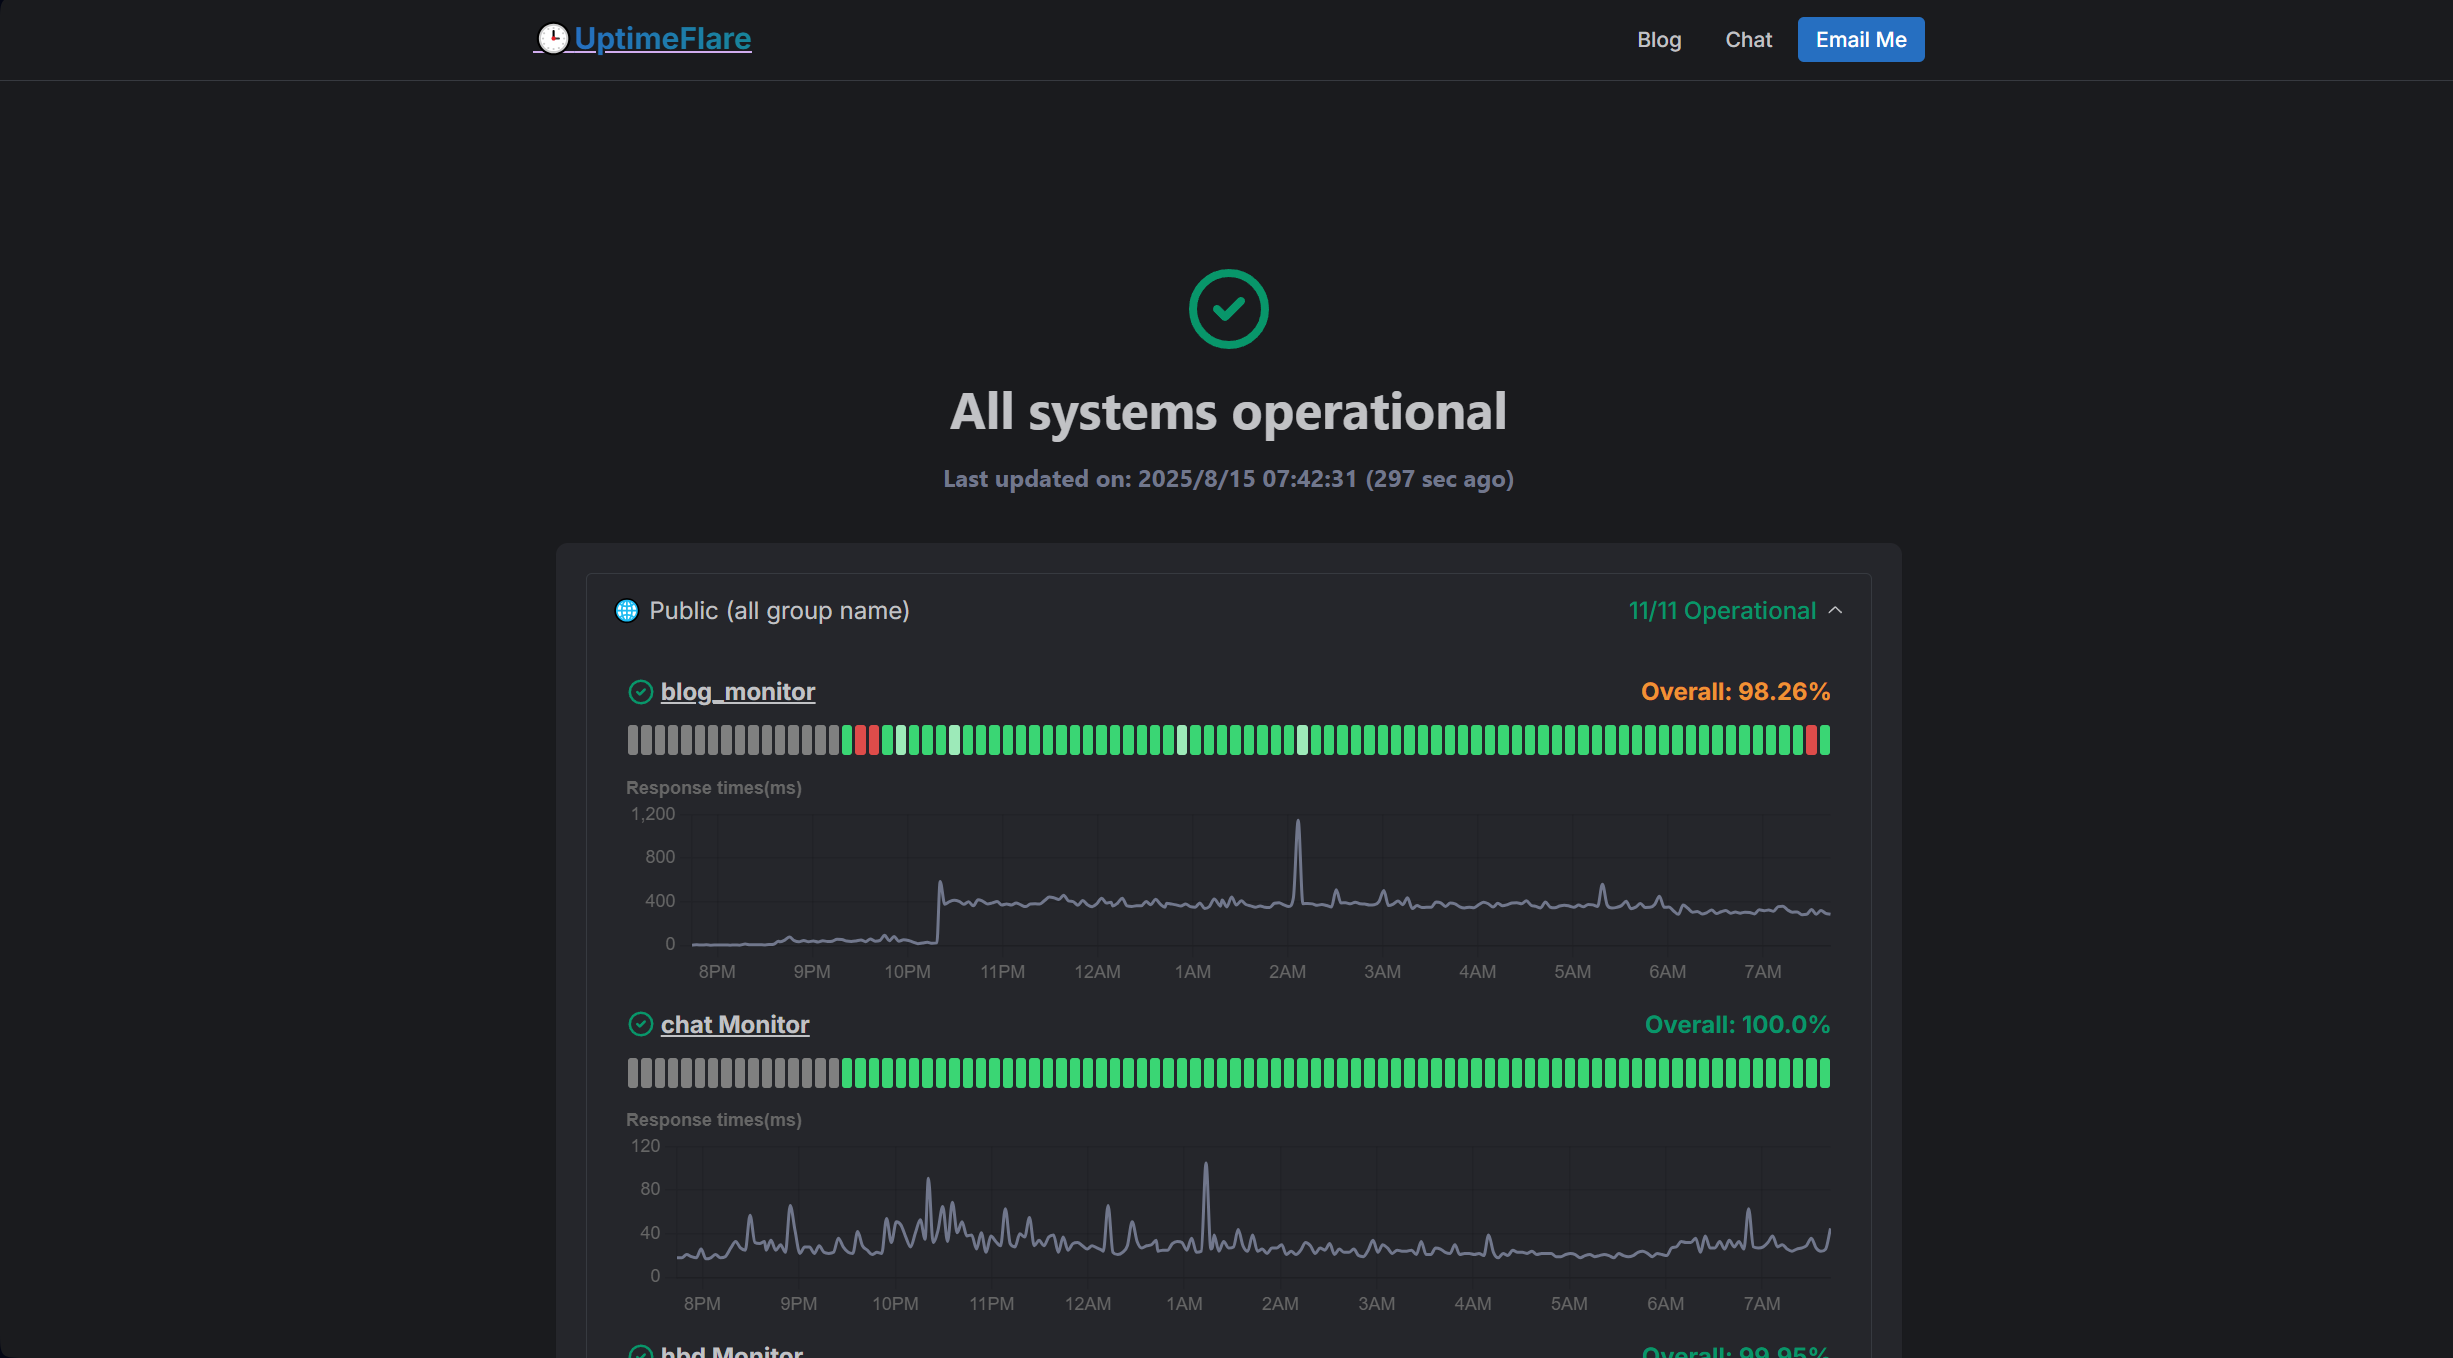 UptimeFlare
Blog Chat Email Me
All systems operational
Last updated on: 2025/8/15 07:42:31 (297 sec ago)
Public (all group name) 11/11 Operational
blog_monitor Overall: 98.26%
Response times(ms)
1,200
800
400
0
8PM 9PM 10PM 11PM 12AM 1AM 2AM 3AM 4AM 5AM 6AM 7AM
chat Monitor Overall: 100.0%
Response times(ms)
120
80
40
0
8PM 9PM 10PM 11PM 12AM 1AM 2AM 3AM 4AM 5AM 6AM 7AM
hbd Monitor Overall: 99.95%